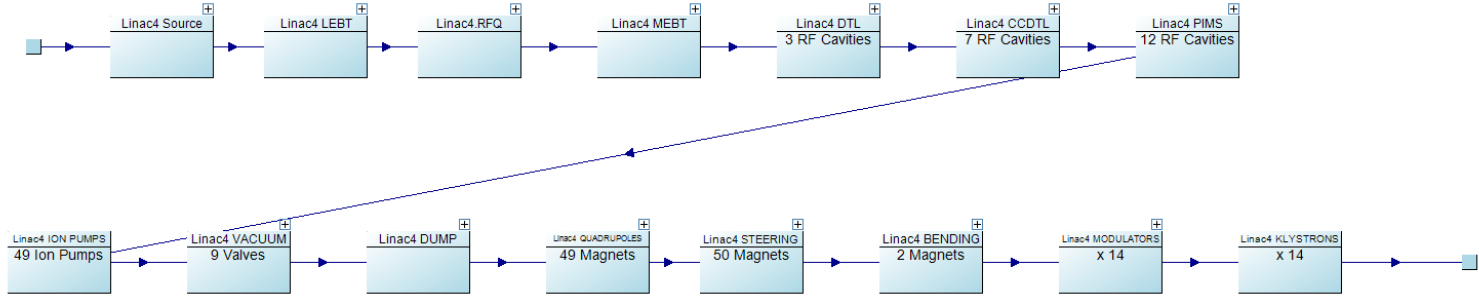 Linac4 Source
Linac4 LEBT
Linac4 RFQ
Linac4 MEBT
Linac4 DTL
3 RF Cavities
Linac4 CCDTL
7 RF Cavities
Linac4 PIMS
12 RF Cavities
Linac4 ION PUMPS
49 Ion Pumps
Linac4 VACUUM
9 Valves
Linac4 DUMP
Linac4 QUADRUPOLES
49 Magnets
Linac4 STEERING
50 Magnets
Linac4 BENDING
2 Magnets
Linac4 MODULATORS
x 14
Linac4 KLYSTRONS
x 14